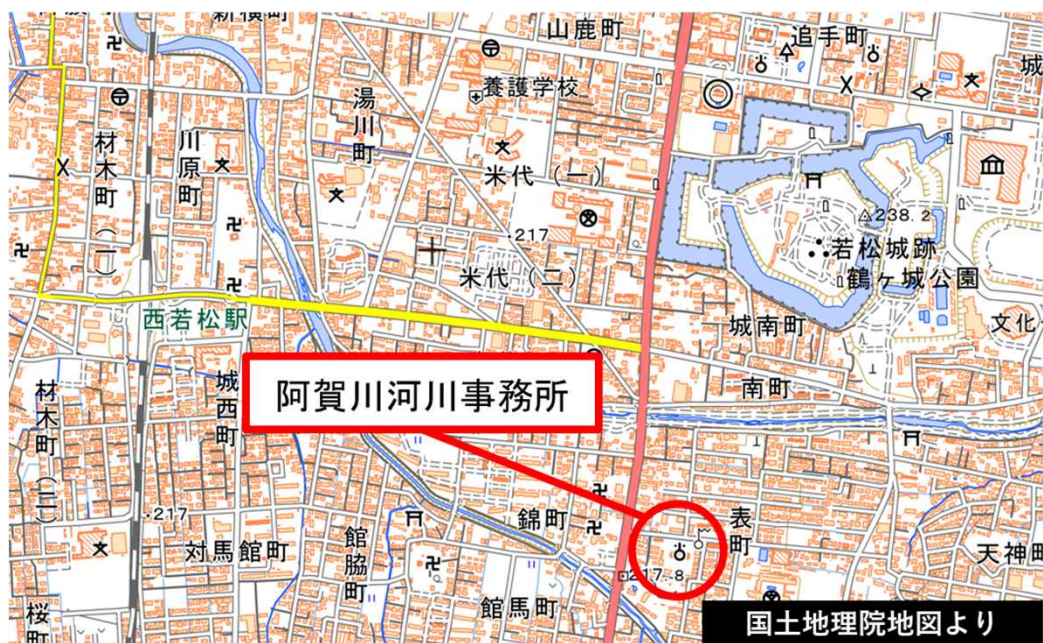 新横町
山鹿町
追手町
城
養護学校
湯川町
材木町（一）
川原町
米代（一）
217
238.2
若松城跡
鶴ヶ城公園
米代（二）
西若松駅
城南町
文化
阿賀川河川事務所
南町
材木町（二）
城西町
217
対馬館町
館脇町
錦町
表町
天神町
217.8
館馬町
桜町
国土地理院地図より